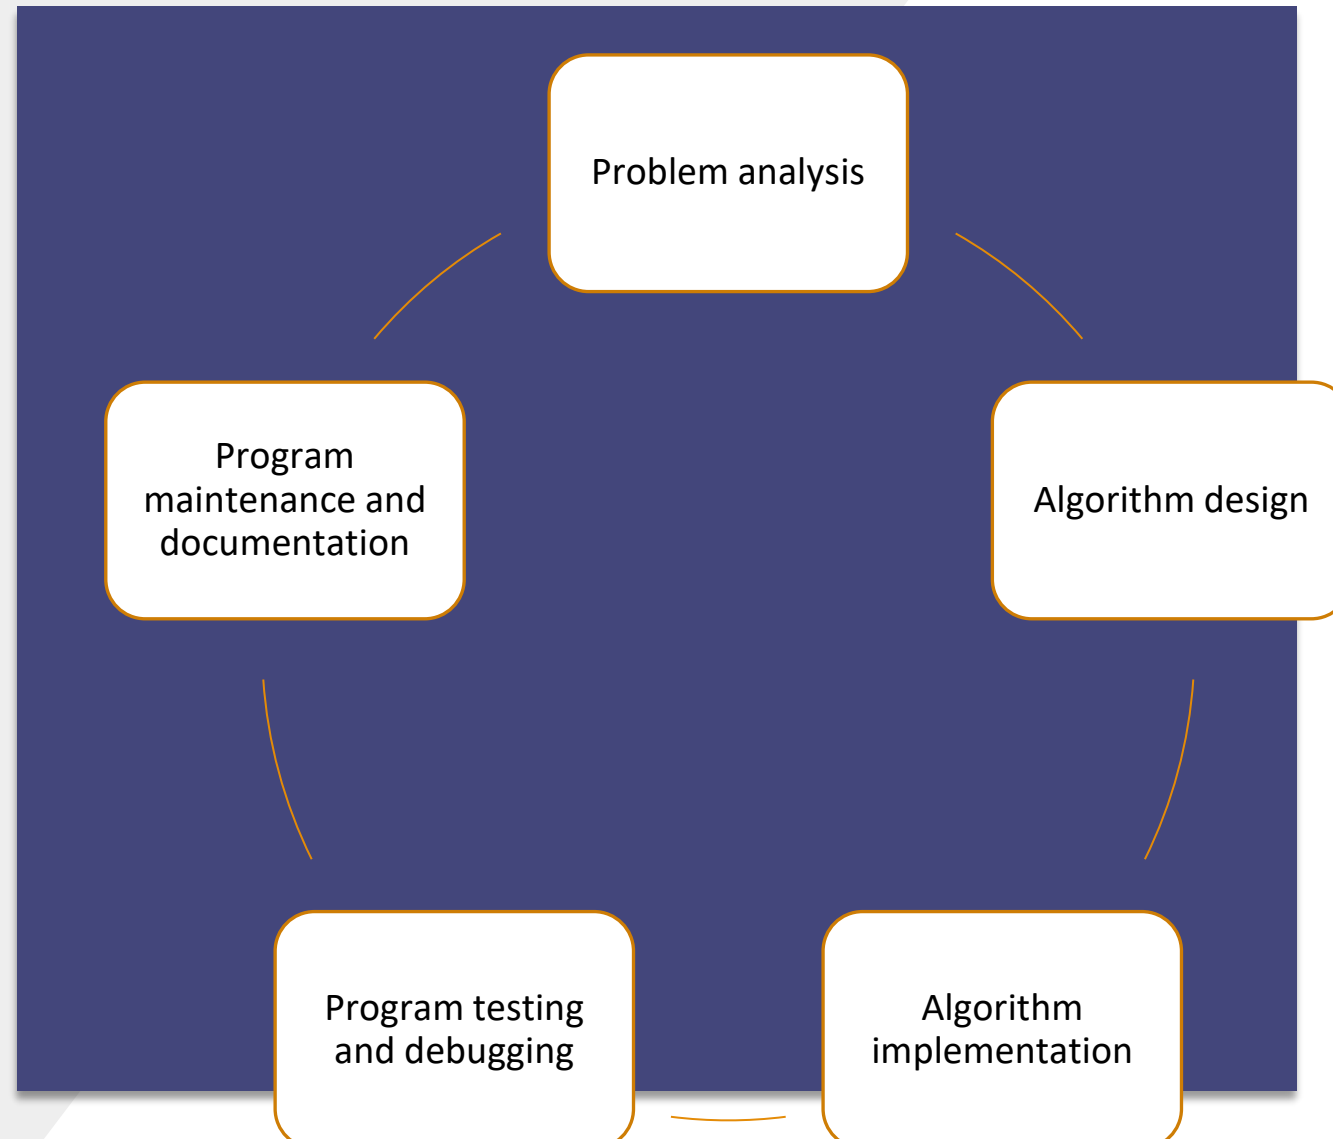 Problem analysis
Algorithm design
Algorithm
implementation
Program testing
and debugging
Program
maintenance and
documentation